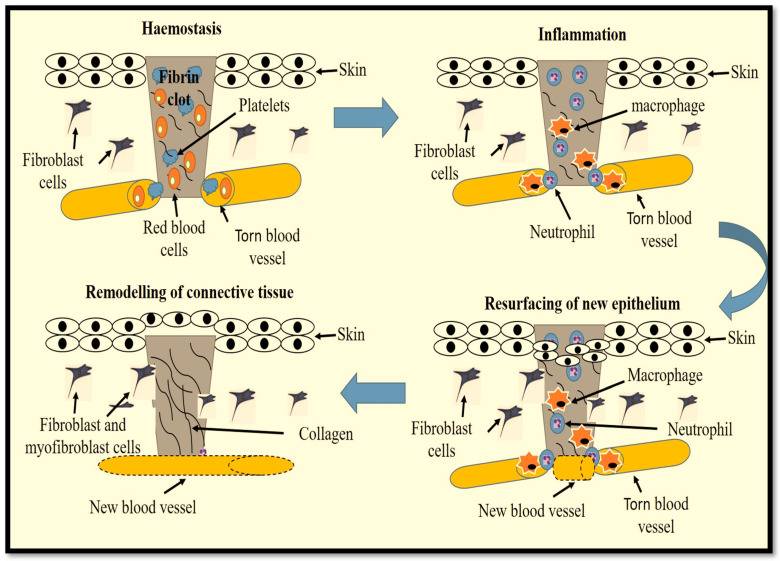 Haemostasis
Fibrin
clot
Skin
Platelets
Fibroblast
cells
Red blood
cells
Torn blood
vessel
Inflammation
Skin
macrophage
Fibroblast
cells
Neutrophil
Torn blood
vessel
Remodelling of connective tissue
Skin
Fibroblast and
myofibroblast cells
Collagen
New blood vessel
Resurfacing of new epithelium
Skin
Macrophage
Neutrophil
Fibroblast
cells
New blood vessel
Torn blood
vessel